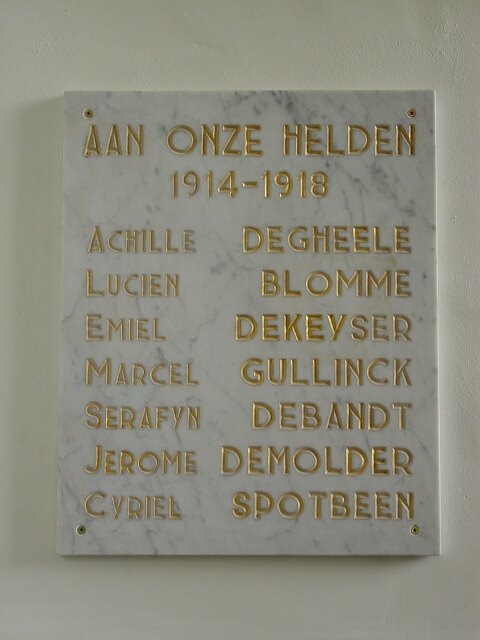 AAN ONZE HELDEN
1914-1918
ACHILLE DEGHEELE
LUCIEN BLOMME
EMIEL DEKEYSER
MARCEL GULLINCK
SERAFYN DEBANDT
JEROME DEMOLDER
CYRIEL SPOTBEEN